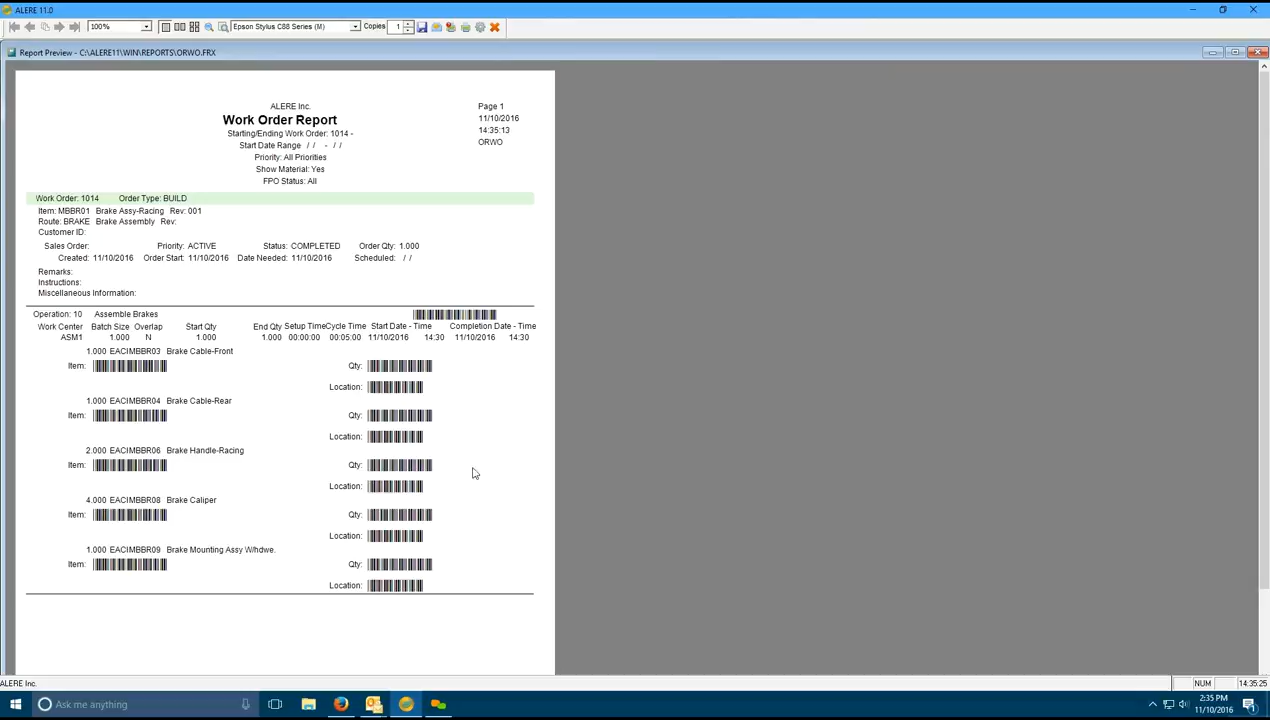 ALERE 11.0
100% Epson Stylus C88 Series (M) Copies 1
Report Preview - C:\ALERE11\WIN\REPORTS\ORWO.FRX
ALERE Inc. Page 1
Work Order Report 11/10/2016
Starting/Ending Work Order: 1014 - 14:35:13
Start Date Range / / - / / ORWO
Priority: All Priorities
Show Material: Yes
FPO Status: All
Work Order: 1014 Order Type: BUILD
Item: MBBR01 Brake Assy-Racing Rev: 001
Route: BRAKE Brake Assembly Rev:
Customer ID:
Sales Order: Priority: ACTIVE Status: COMPLETED Order Qty: 1.000
Created: 11/10/2016 Order Start: 11/10/2016 Date Needed: 11/10/2016 Scheduled: / /
Remarks:
Instructions:
Miscellaneous Information:
Operation: 10 Assemble Brakes
Work Center Batch Size Overlap Start Qty End Qty Setup Time Cycle Time Start Date - Time Completion Date - Time
ASM1 1.000 N 1.000 1.000 00:00:00 00:05:00 11/10/2016 14:30 11/10/2016 14:30
1.000 EACIMBBR03 Brake Cable-Front
Item: Qty:
Location:
1.000 EACIMBBR04 Brake Cable-Rear
Item: Qty:
Location:
2.000 EACIMBBR06 Brake Handle-Racing
Item: Qty:
Location:
4.000 EACIMBBR08 Brake Caliper
Item: Qty:
Location:
1.000 EACIMBBR09 Brake Mounting Assy W/hdwe.
Item: Qty:
Location:
ALERE Inc. NUM 14:35:25
Ask me anything 2:35 PM
11/10/2016 1